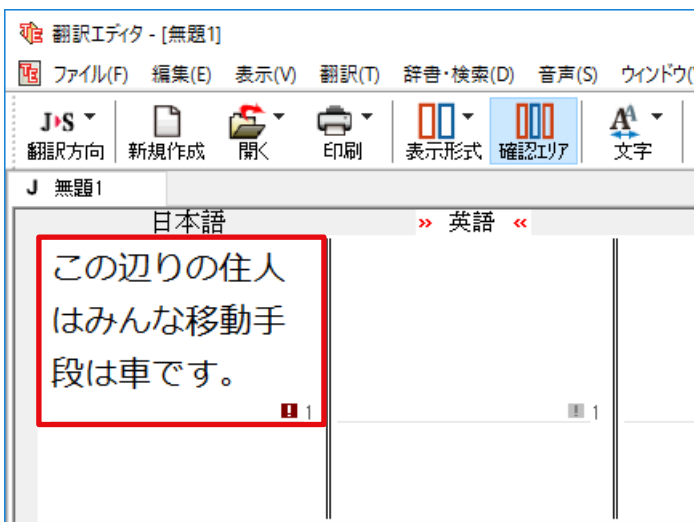 翻訳エディタ - [無題1]
ファイル(F) 編集(E) 表示(V) 翻訳(T) 辞書・検索(D) 音声(S) ウィンドウ(
J▸S
翻訳方向 新規作成 開く 印刷 表示形式 確認エリア 文字
J 無題1
日本語 » 英語 «
この辺りの住人
はみんな移動手
段は車です。
! 1 ! 1